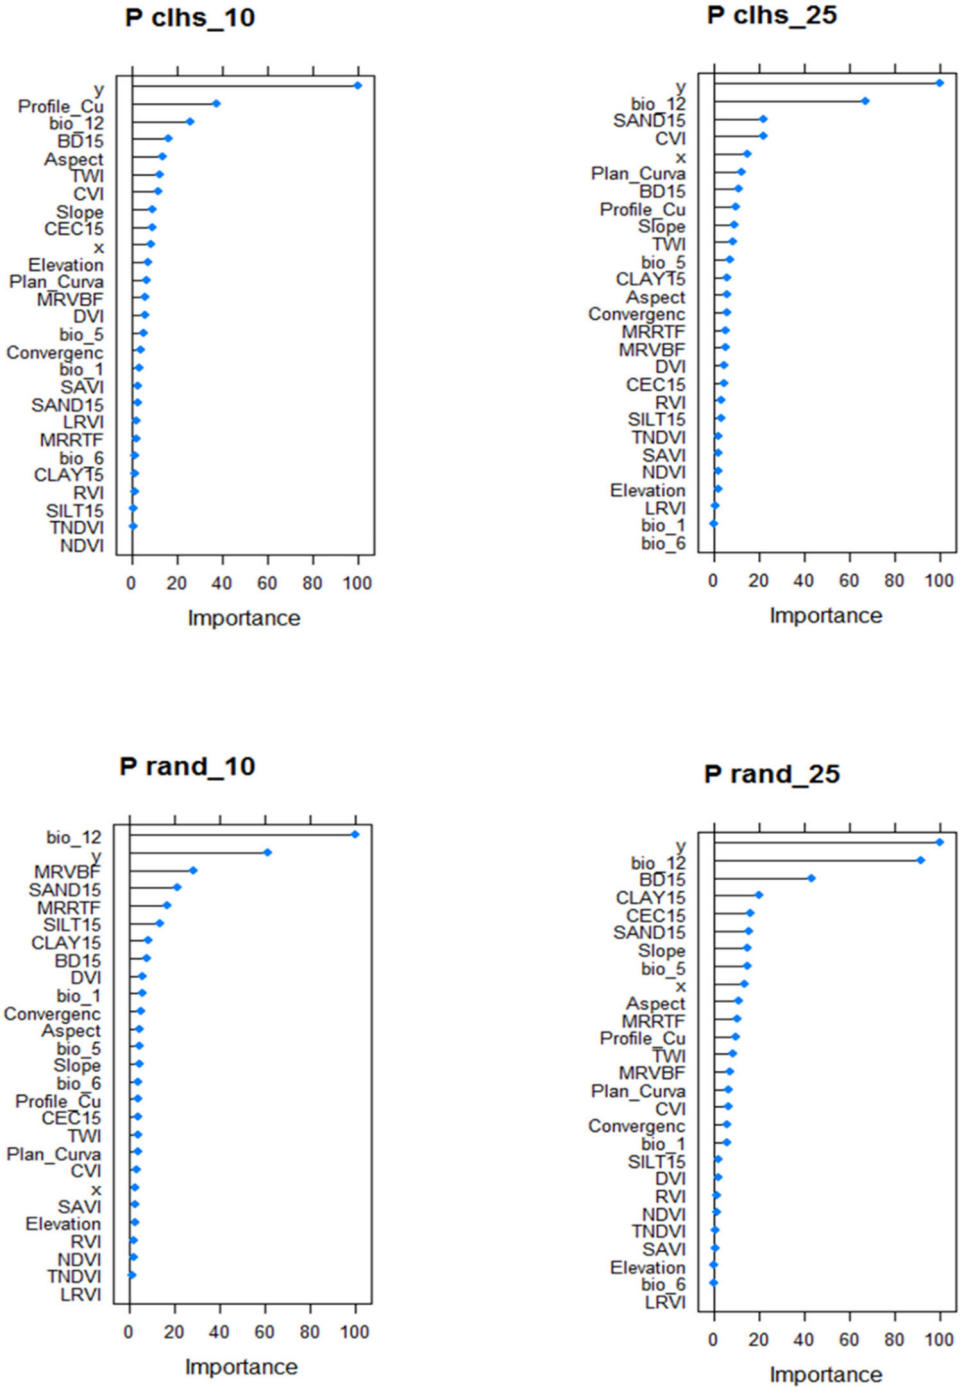 P clhs_10
y
Profile_Cu
bio_12
BD15
Aspect
TWI
CVI
Slope
CEC15
x
Elevation
Plan_Curva
MRVBF
DVI
bio_5
Convergenc
bio_1
SAVI
SAND15
LRVI
MRRTF
bio_6
CLAY15
RVI
SILT15
TNDVI
NDVI
0 20 40 60 80 100
Importance
P clhs_25
y
bio_12
SAND15
CVI
x
Plan_Curva
BD15
Profile_Cu
Slope
TWI
bio_5
CLAY15
Aspect
Convergenc
MRRTF
MRVBF
DVI
CEC15
RVI
SILT15
TNDVI
SAVI
NDVI
Elevation
LRVI
bio_1
bio_6
0 20 40 60 80 100
Importance
P rand_10
bio_12
y
MRVBF
SAND15
MRRTF
SILT15
CLAY15
BD15
DVI
bio_1
Convergenc
Aspect
bio_5
Slope
bio_6
Profile_Cu
CEC15
TWI
Plan_Curva
CVI
x
SAVI
Elevation
RVI
NDVI
TNDVI
LRVI
0 20 40 60 80 100
Importance
P rand_25
y
bio_12
BD15
CLAY15
CEC15
SAND15
Slope
bio_5
x
Aspect
MRRTF
Profile_Cu
TWI
MRVBF
Plan_Curva
CVI
Convergenc
bio_1
SILT15
DVI
RVI
NDVI
TNDVI
SAVI
Elevation
bio_6
LRVI
0 20 40 60 80 100
Importance